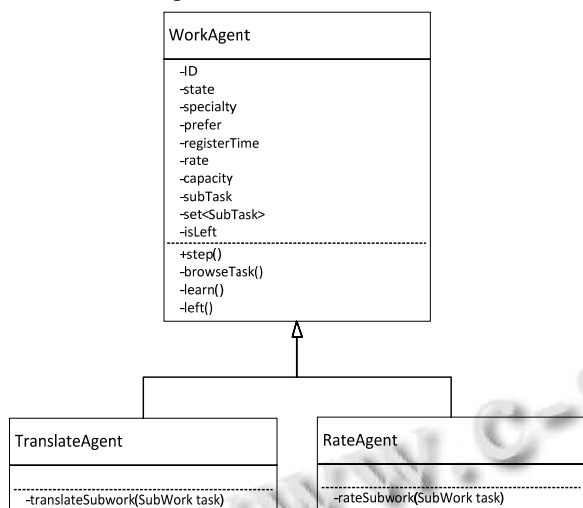 WorkAgent
-ID
-state
-specialty
-prefer
-registerTime
-rate
-capacity
-subTask
-set<SubTask>
-isLeft
+step()
-browseTask()
-learn()
-left()
TranslateAgent
-translateSubwork(SubWork task)
RateAgent
-rateSubwork(SubWork task)
www.c-